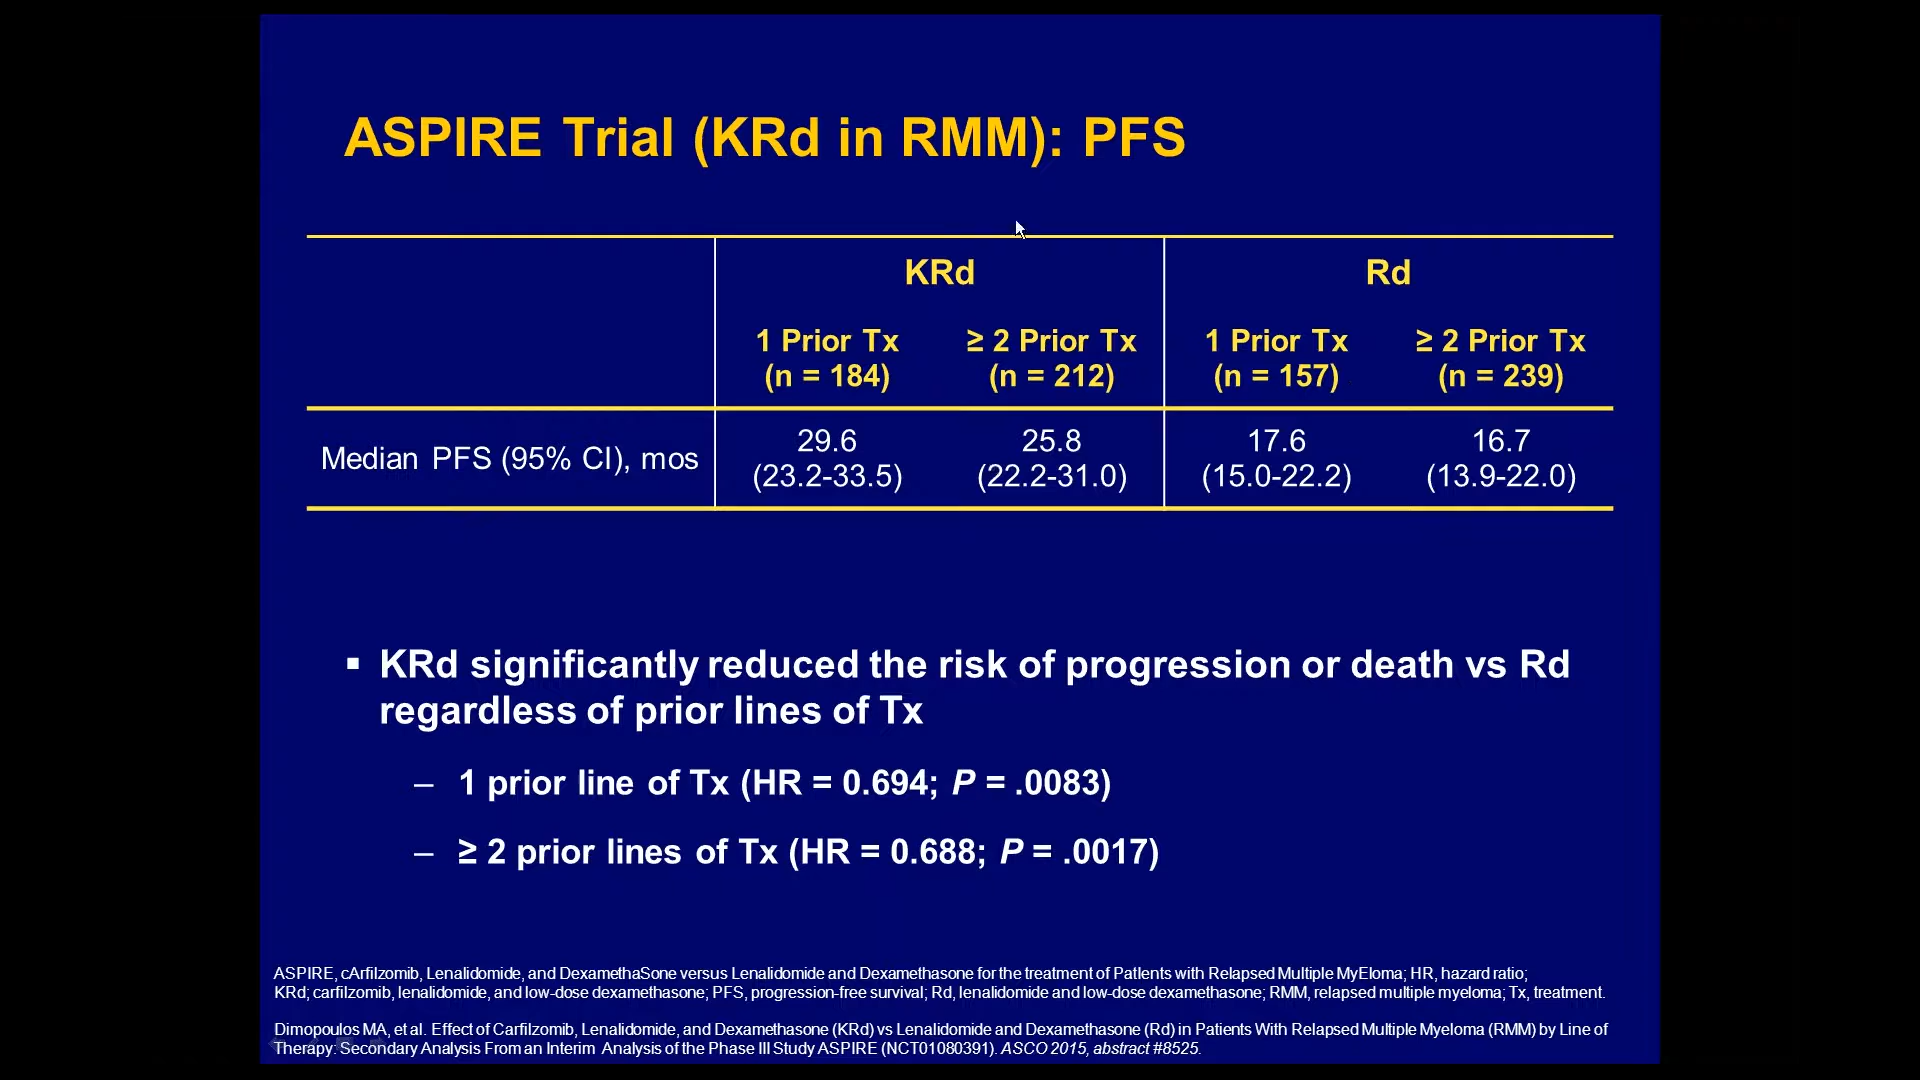 ASPIRE Trial (KRd in RMM): PFS
KRd Rd
1 Prior Tx ≥ 2 Prior Tx 1 Prior Tx ≥ 2 Prior Tx
(n = 184) (n = 212) (n = 157) (n = 239)
Median PFS (95% CI), mos
29.6 25.8 17.6 16.7
(23.2-33.5) (22.2-31.0) (15.0-22.2) (13.9-22.0)
▪ KRd significantly reduced the risk of progression or death vs Rd
regardless of prior lines of Tx
– 1 prior line of Tx (HR = 0.694; P = .0083)
– ≥ 2 prior lines of Tx (HR = 0.688; P = .0017)
ASPIRE, cArfilzomib, Lenalidomide, and DexamethaSone versus Lenalidomide and Dexamethasone for the treatment of PatIents with Relapsed Multiple MyEloma; HR, hazard ratio;
KRd; carfilzomib, lenalidomide, and low-dose dexamethasone; PFS, progression-free survival; Rd, lenalidomide and low-dose dexamethasone; RMM, relapsed multiple myeloma; Tx, treatment.
Dimopoulos MA, et al. Effect of Carfilzomib, Lenalidomide, and Dexamethasone (KRd) vs Lenalidomide and Dexamethasone (Rd) in Patients With Relapsed Multiple Myeloma (RMM) by Line of
Therapy: Secondary Analysis From an Interim Analysis of the Phase III Study ASPIRE (NCT01080391). ASCO 2015, abstract #8525.